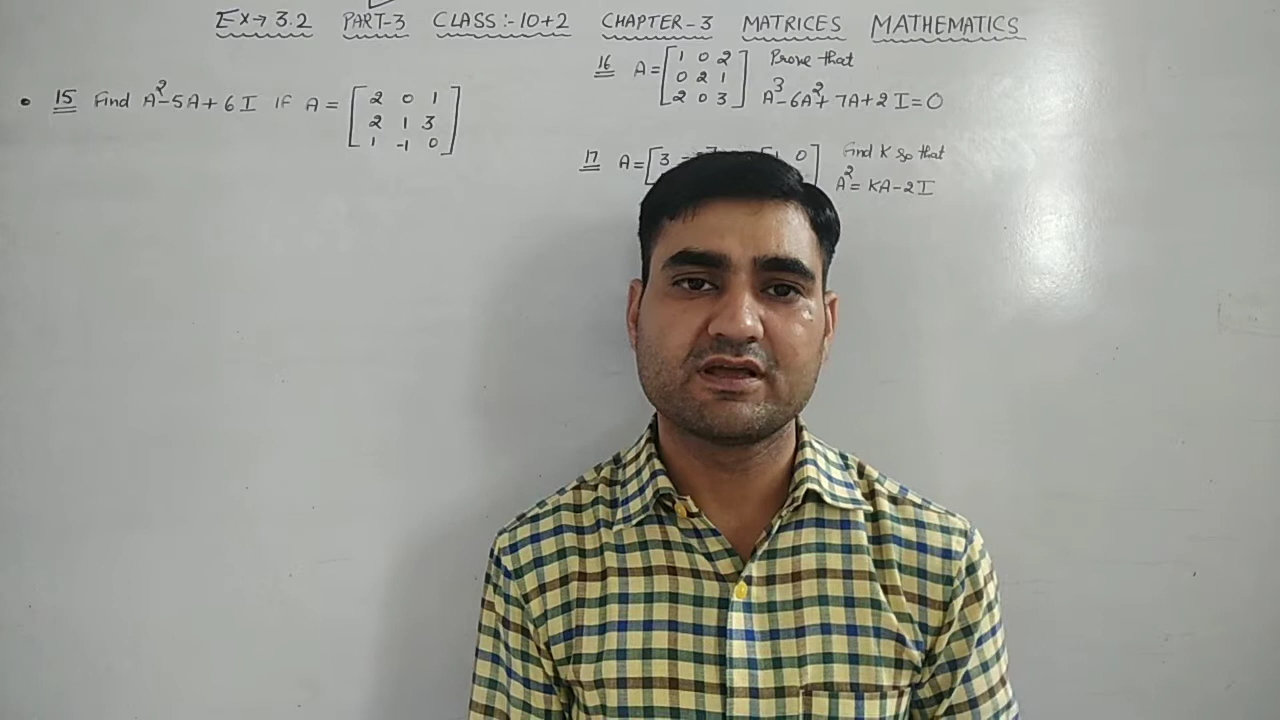 EX→ 3.2 PART-3 CLASS:-10+2 CHAPTER-3 MATRICES MATHEMATICS
• 15 Find A²-5A+6I IF A = [2 0 1
2 1 3
1 -1 0]
16 A=[1 0 2
0 2 1
2 0 3] Prove that
A³-6A²+7A+2I=0
17 A=[3 0] Find K so that
A²= KA-2I